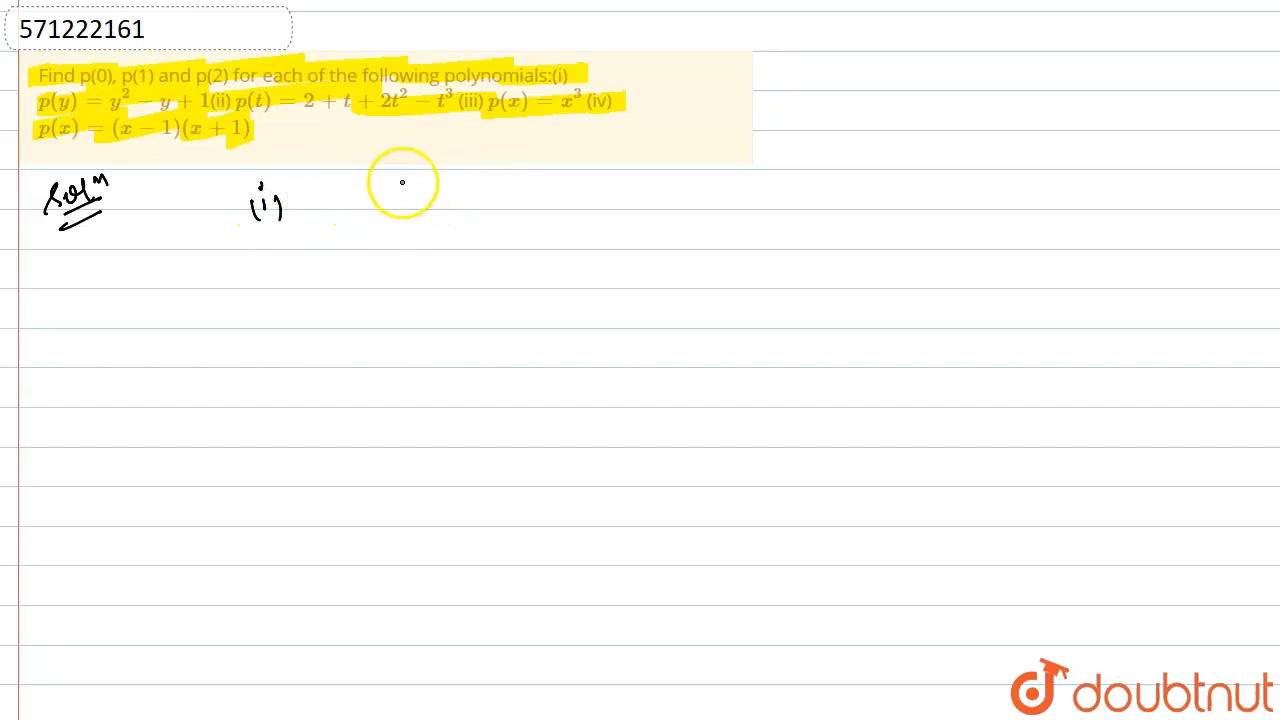 571222161
Find p(0), p(1) and p(2) for each of the following polynomials:(i)
p(y) = y² − y + 1(ii) p(t) = 2 + t + 2t² − t³ (iii) p(x) = x³ (iv)
p(x) = (x − 1)(x + 1)
Solⁿ (i)
doubtnut